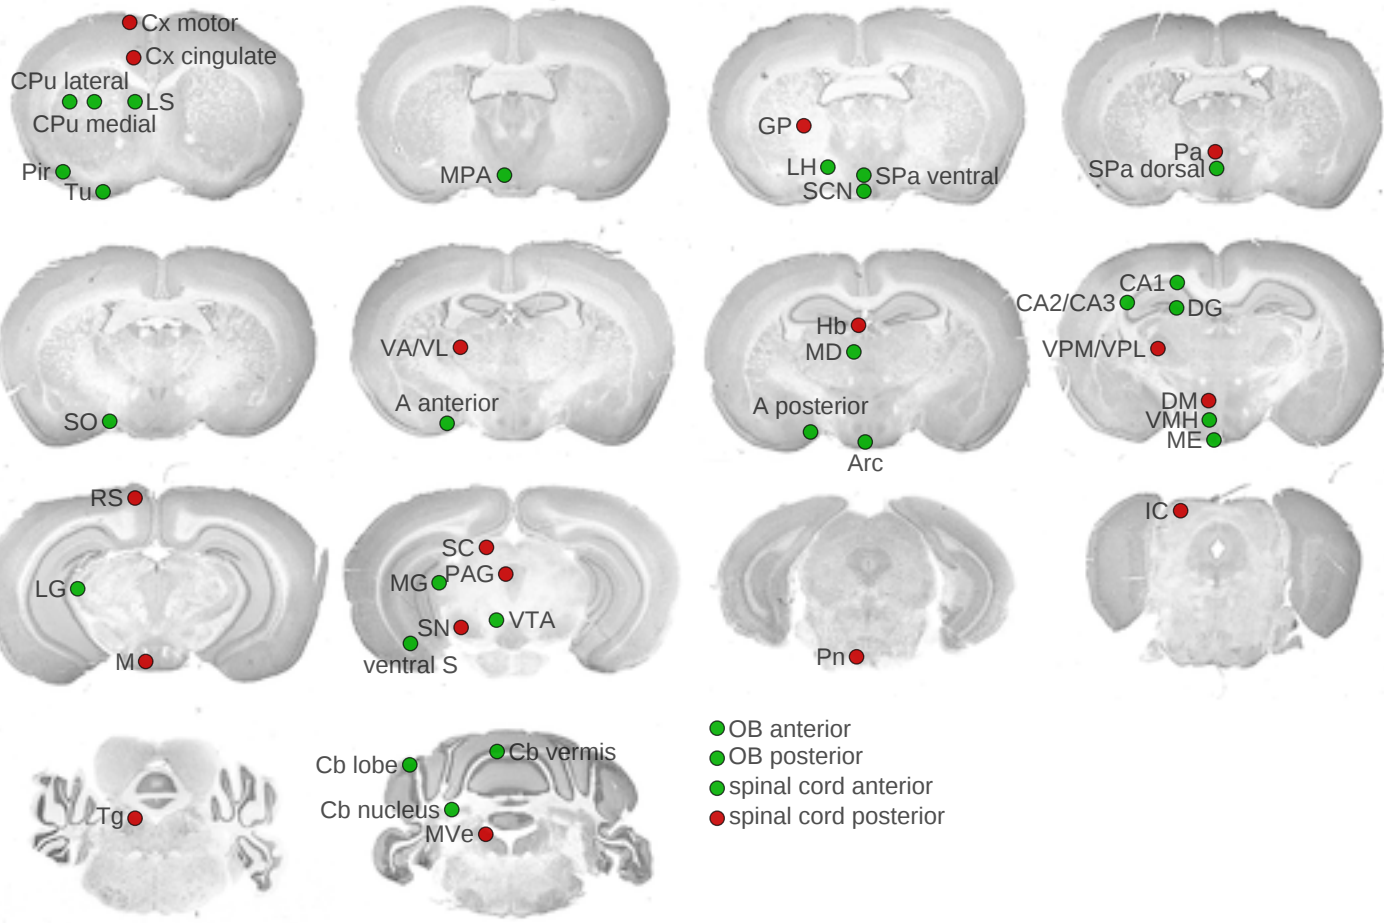 Cx motor
Cx cingulate
CPu lateral
LS
CPu medial
Pir
Tu
MPA
GP
LH
SPa ventral
SCN
Pa
SPa dorsal
SO
VA/VL
A anterior
Hb
MD
A posterior
Arc
CA1
CA2/CA3
DG
VPM/VPL
DM
VMH
ME
RS
LG
M
SC
MG
PAG
SN
VTA
ventral S
Pn
IC
Tg
Cb lobe
Cb vermis
Cb nucleus
MVe
OB anterior
OB posterior
spinal cord anterior
spinal cord posterior